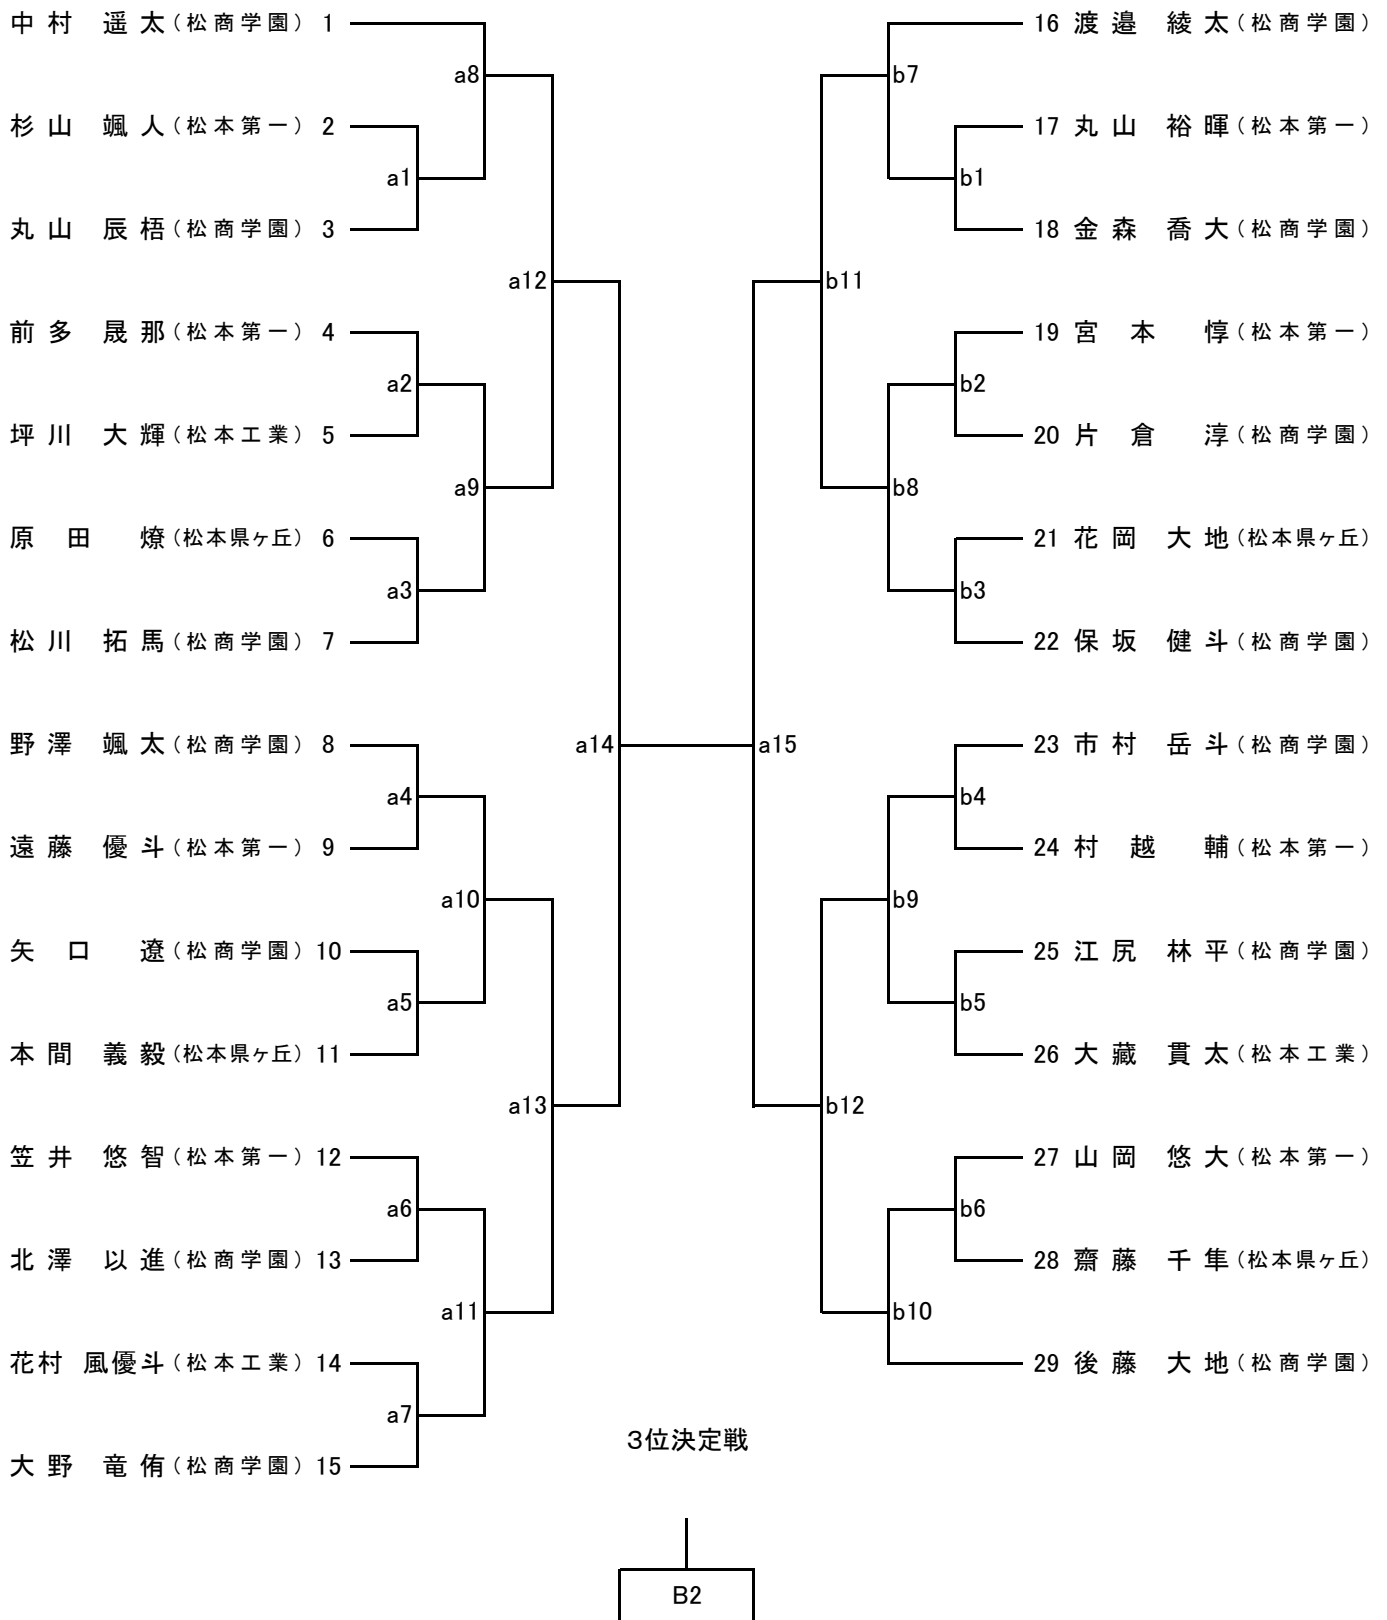 中村 遥太（松商学園） 1
a8
杉山 颯人（松本第一） 2
a1
丸山 辰梧（松商学園） 3
a12
前多 晟那（松本第一） 4
a2
坪川 大輝（松本工業） 5
a9
原田 燎（松本県ヶ丘） 6
a3
松川 拓馬（松商学園） 7
野澤 颯太（松商学園） 8
a14
a4
遠藤 優斗（松本第一） 9
a10
矢口 遼（松商学園） 10
a5
本間 義毅（松本県ヶ丘） 11
a13
笠井 悠智（松本第一） 12
a6
北澤 以進（松商学園） 13
a11
花村 風優斗（松本工業） 14
a7
大野 竜侑（松商学園） 15
16 渡邉 綾太（松商学園）
b7
17 丸山 裕暉（松本第一）
b1
18 金森 喬大（松商学園）
b11
19 宮本 惇（松本第一）
b2
20 片倉 淳（松商学園）
b8
21 花岡 大地（松本県ヶ丘）
b3
22 保坂 健斗（松商学園）
a15
23 市村 岳斗（松商学園）
b4
24 村越 輔（松本第一）
b9
25 江尻 林平（松商学園）
b5
26 大藏 貫太（松本工業）
b12
27 山岡 悠大（松本第一）
b6
28 齋藤 千隼（松本県ヶ丘）
b10
29 後藤 大地（松商学園）
３位決定戦
B2